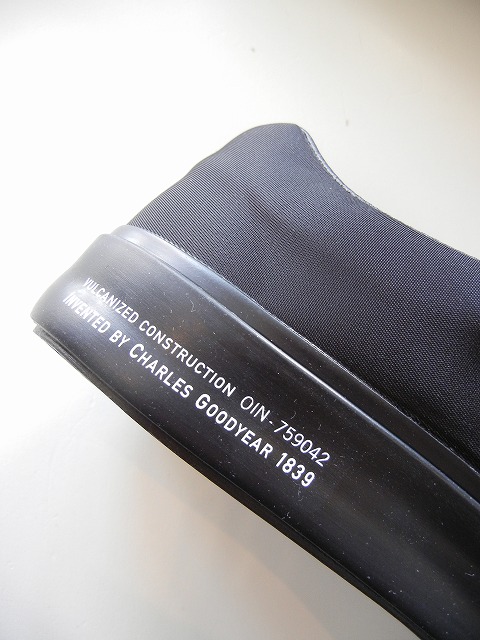 VULCANIZED CONSTRUCTION OIN-759042
INVENTED BY CHARLES GOODYEAR 1839